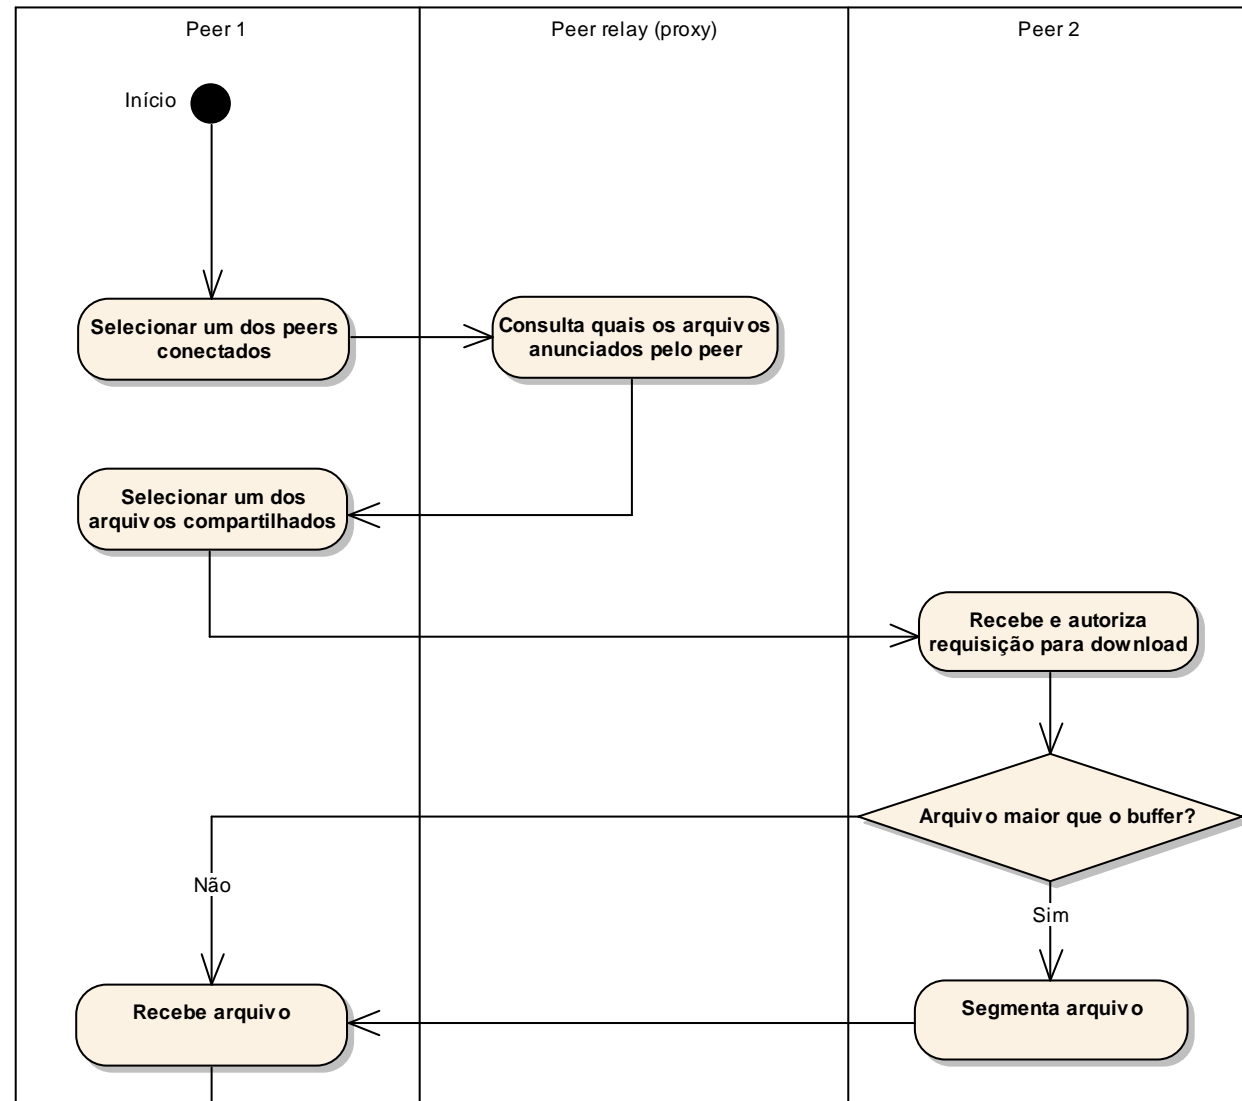 Peer 1
Peer relay (proxy)
Peer 2
Início
Selecionar um dos peers
conectados
Consulta quais os arquivos
anunciados pelo peer
Selecionar um dos
arquivos compartilhados
Recebe e autoriza
requisição para download
Arquivo maior que o buffer?
Não
Sim
Recebe arquivo
Segmenta arquivo